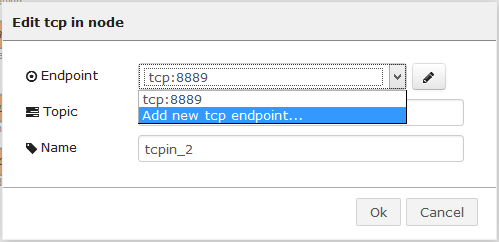 Edit tcp in node
Endpoint
tcp:8889
tcp:8889
Add new tcp endpoint...
Topic
Name
tcpin_2
Ok
Cancel